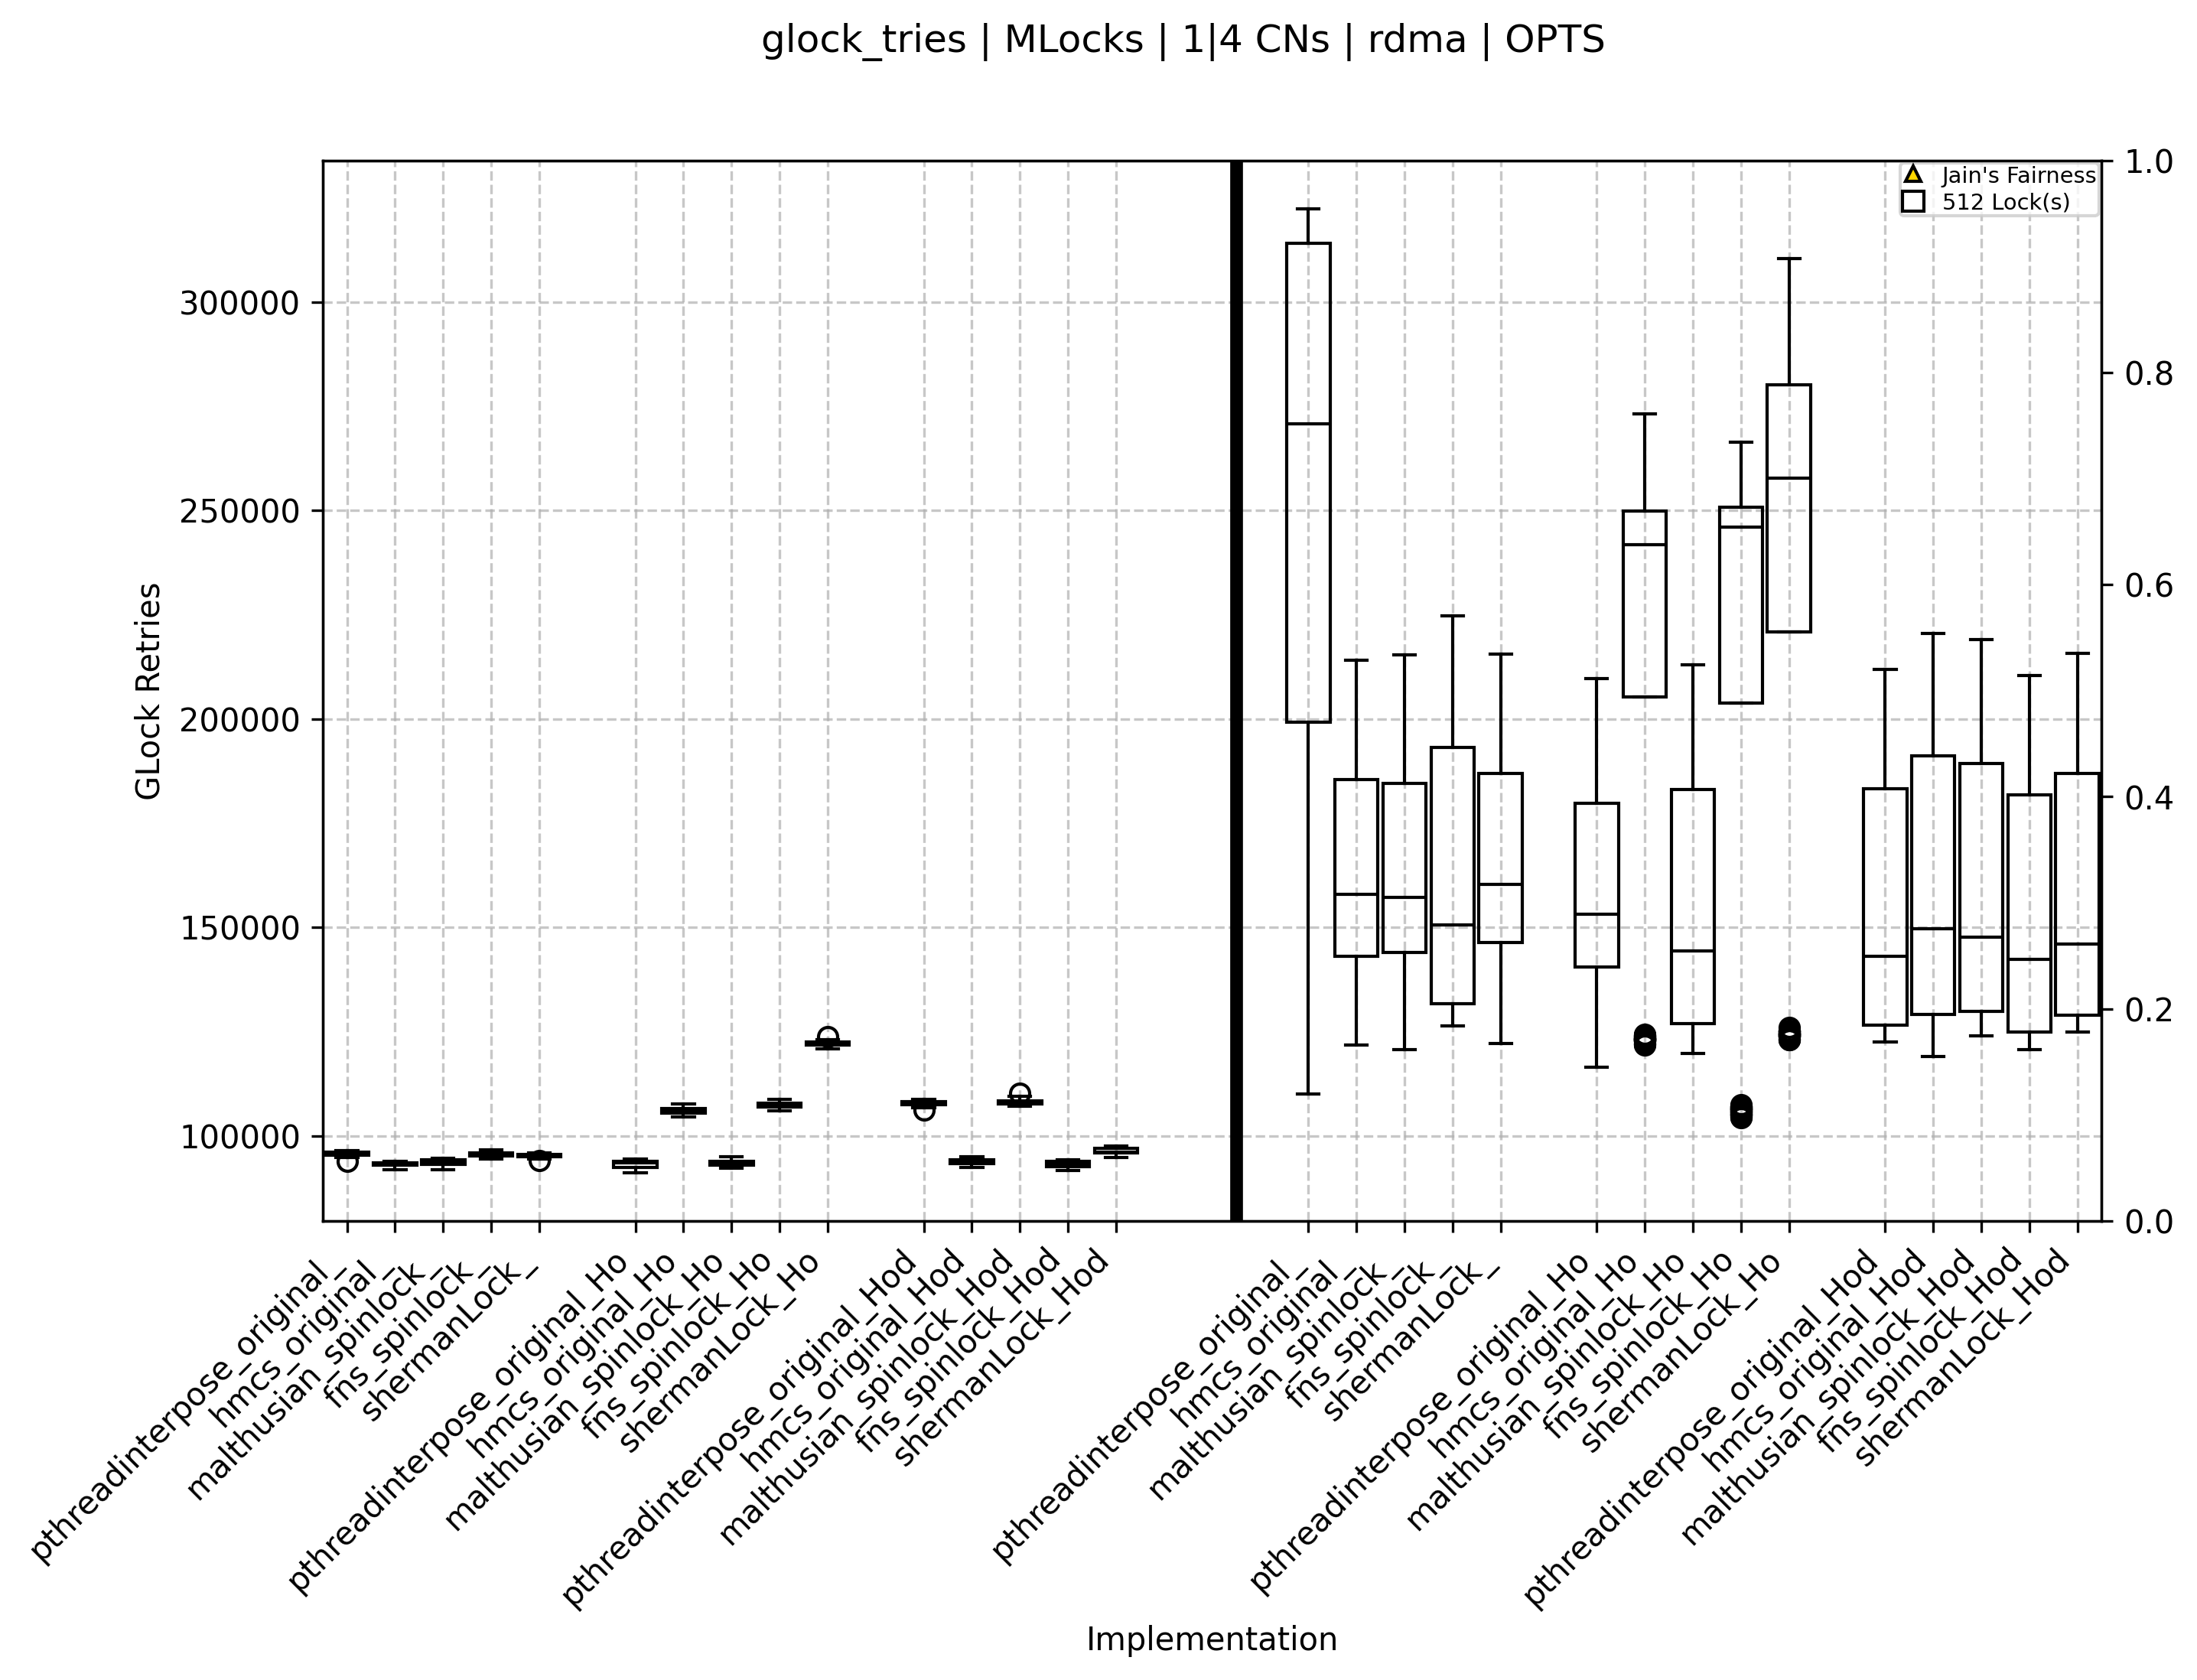 glock_tries | MLocks | 1|4 CNs | rdma | OPTS
Jain's Fairness
512 Lock(s)
GLock Retries
300000
250000
200000
150000
100000
1.0
0.8
0.6
0.4
0.2
0.0
pthreadinterpose_original_
hmcs_original_
malthusian_spinlock_
fns_spinlock_
shermanLock_
pthreadinterpose_original_Ho
hmcs_original_Ho
malthusian_spinlock_Ho
fns_spinlock_Ho
shermanLock_Ho
pthreadinterpose_original_Hod
hmcs_original_Hod
malthusian_spinlock_Hod
fns_spinlock_Hod
shermanLock_Hod
pthreadinterpose_original_
hmcs_original_
malthusian_spinlock_
fns_spinlock_
shermanLock_
pthreadinterpose_original_Ho
hmcs_original_Ho
malthusian_spinlock_Ho
fns_spinlock_Ho
shermanLock_Ho
pthreadinterpose_original_Hod
hmcs_original_Hod
malthusian_spinlock_Hod
fns_spinlock_Hod
shermanLock_Hod
Implementation